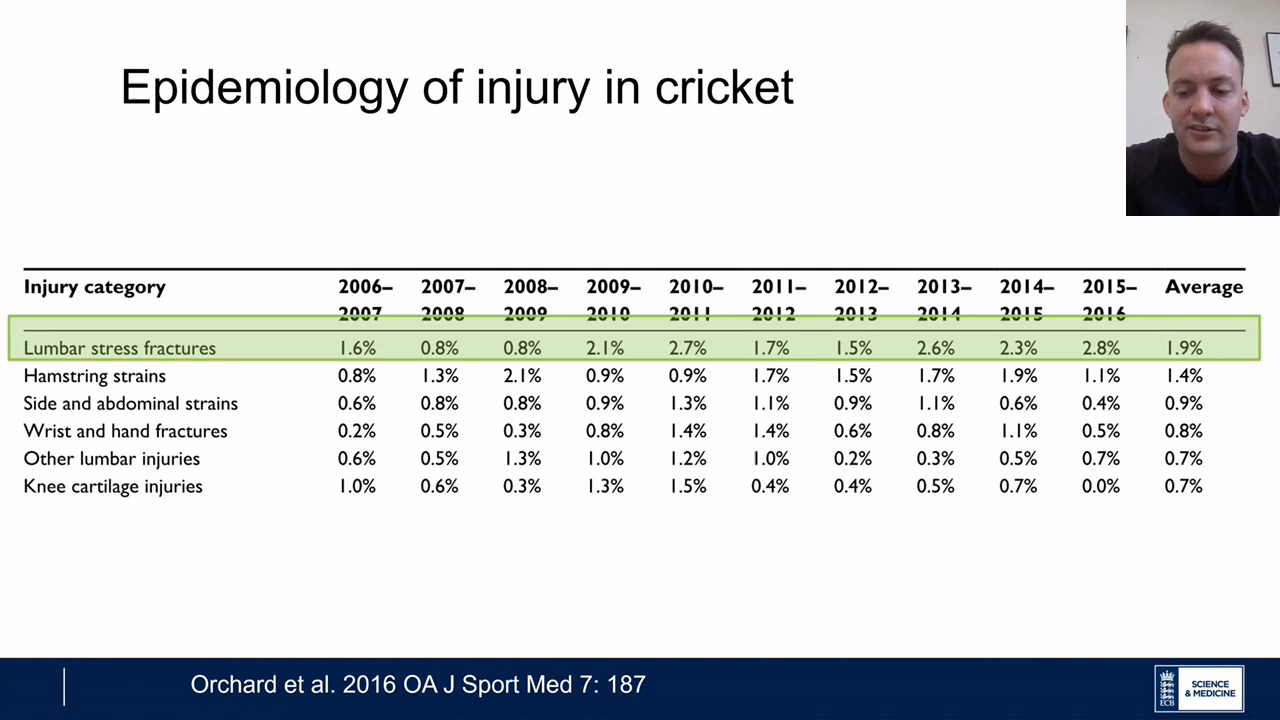 Epidemiology of injury in cricket
Injury category 2006– 2007– 2008– 2009– 2010– 2011– 2012– 2013– 2014– 2015– Average
2007 2008 2009 2010 2011 2012 2013 2014 2015 2016
Lumbar stress fractures 1.6% 0.8% 0.8% 2.1% 2.7% 1.7% 1.5% 2.6% 2.3% 2.8% 1.9%
Hamstring strains 0.8% 1.3% 2.1% 0.9% 0.9% 1.7% 1.5% 1.7% 1.9% 1.1% 1.4%
Side and abdominal strains 0.6% 0.8% 0.8% 0.9% 1.3% 1.1% 0.9% 1.1% 0.6% 0.4% 0.9%
Wrist and hand fractures 0.2% 0.5% 0.3% 0.8% 1.4% 1.4% 0.6% 0.8% 1.1% 0.5% 0.8%
Other lumbar injuries 0.6% 0.5% 1.3% 1.0% 1.2% 1.0% 0.2% 0.3% 0.5% 0.7% 0.7%
Knee cartilage injuries 1.0% 0.6% 0.3% 1.3% 1.5% 0.4% 0.4% 0.5% 0.7% 0.0% 0.7%
Orchard et al. 2016 OA J Sport Med 7: 187
ECB
SCIENCE
& MEDICINE